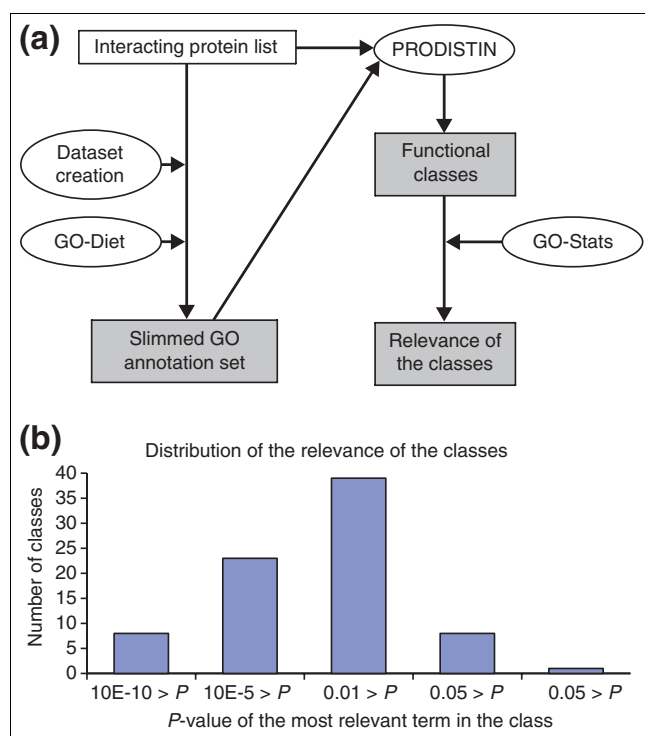 (a)
Interacting protein list
PRODISTIN
Dataset
creation
Functional
classes
GO-Diet
GO-Stats
Slimmed GO
annotation set
Relevance of
the classes
(b)
Distribution of the relevance of the classes
Number of classes
40
35
30
25
20
15
10
5
0
10E-10 > P
10E-5 > P
0.01 > P
0.05 > P
0.05 > P
P-value of the most relevant term in the class